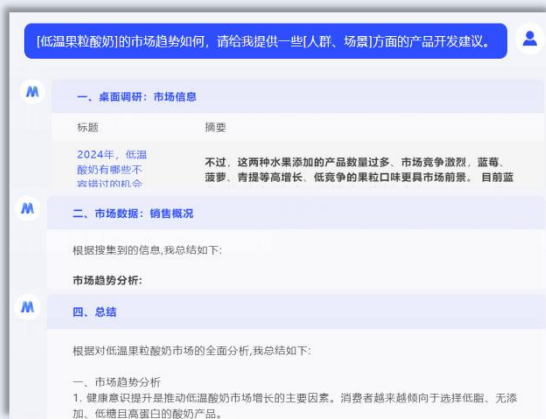 [低温果粒酸奶]的市场趋势如何，请给我提供一些[人群、场景]方面的产品开发建议。
一、桌面调研：市场信息
标题 摘要
2024年，低温
酸奶有哪些不
容错过的机会
不过，这两种水果添加的产品数量过多、市场竞争激烈，蓝莓、
菠萝、青提等高增长、低竞争的果粒口味更具市场前景。 目前蓝
二、市场数据：销售概况
根据搜集到的信息,我总结如下:
市场趋势分析:
四、总结
根据对低温果粒酸奶市场的全面分析,我总结如下:
一、市场趋势分析
1. 健康意识提升是推动低温酸奶市场增长的主要因素。消费者越来越倾向于选择低脂、无添
加、低糖且高蛋白的酸奶产品。